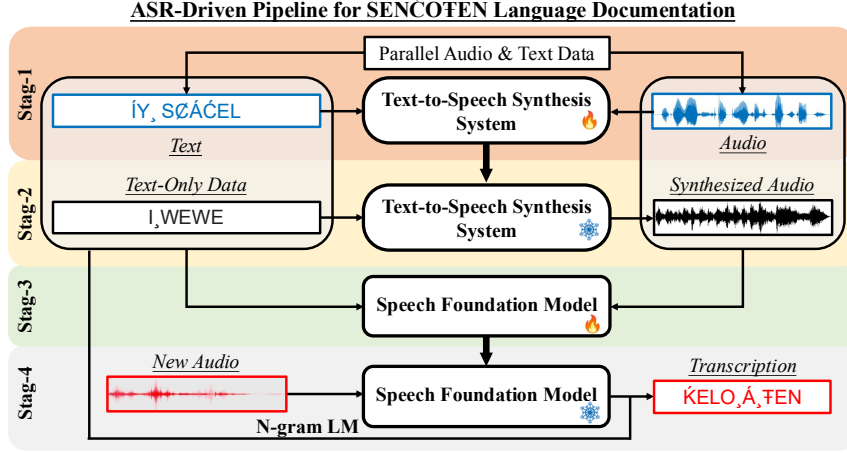 ASR-Driven Pipeline for SENĆOŦEN Language Documentation
Stag-1
Parallel Audio & Text Data
ÍY¸ SȻÁĆEL
Text
Text-to-Speech Synthesis
System
Audio
Stag-2
Text-Only Data
I¸WEWE
Text-to-Speech Synthesis
System
Synthesized Audio
Stag-3
Speech Foundation Model
Stag-4
New Audio
Speech Foundation Model
Transcription
ḰELO¸Á¸ŦEN
N-gram LM